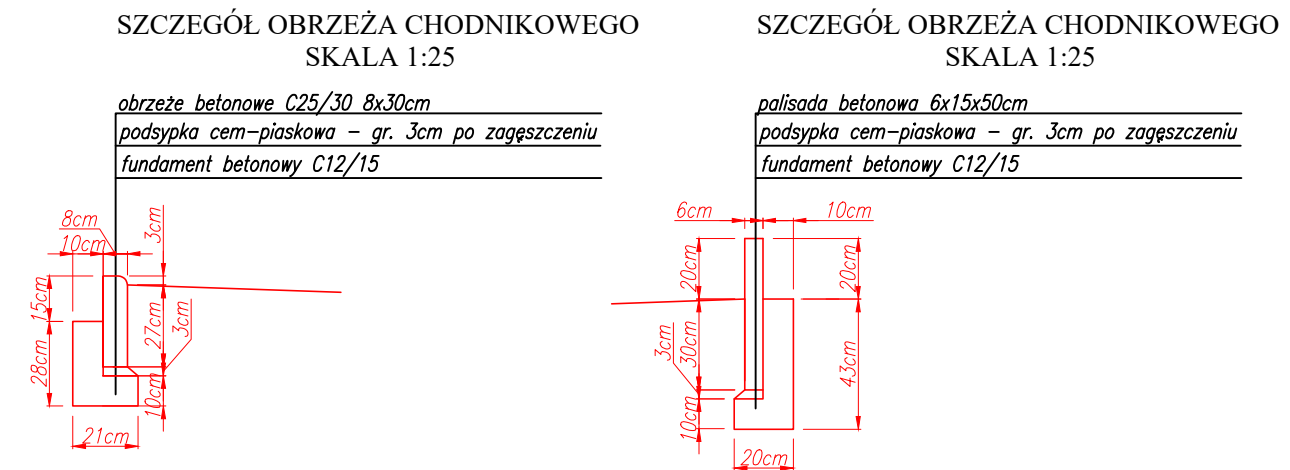 SZCZEGÓŁ OBRZEŻA CHODNIKOWEGO
SKALA 1:25
obrzeże betonowe C25/30 8x30cm
podsypka cem-piaskowa - gr. 3cm po zagęszczeniu
fundament betonowy C12/15
8cm
10cm
3cm
15cm
27cm
3cm
28cm
10cm
21cm
SZCZEGÓŁ OBRZEŻA CHODNIKOWEGO
SKALA 1:25
palisada betonowa 6x15x50cm
podsypka cem-piaskowa - gr. 3cm po zagęszczeniu
fundament betonowy C12/15
6cm
10cm
20cm
20cm
3cm
30cm
43cm
10cm
20cm